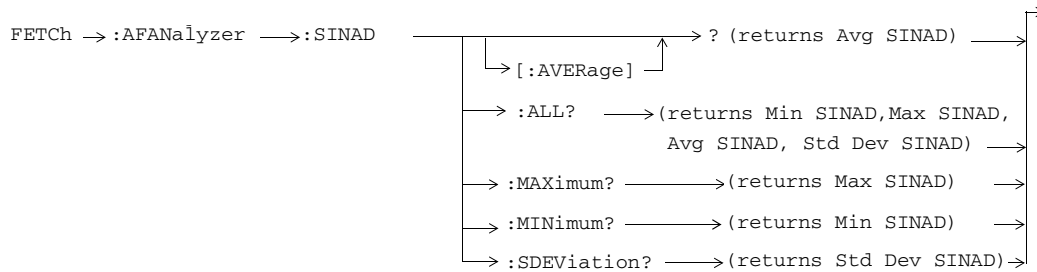 FETCh :AFANalyzer :SINAD ? (returns Avg SINAD)
[:AVERage]
:ALL? (returns Min SINAD,Max SINAD,
Avg SINAD, Std Dev SINAD)
:MAXimum? (returns Max SINAD)
:MINimum? (returns Min SINAD)
:SDEViation? (returns Std Dev SINAD)